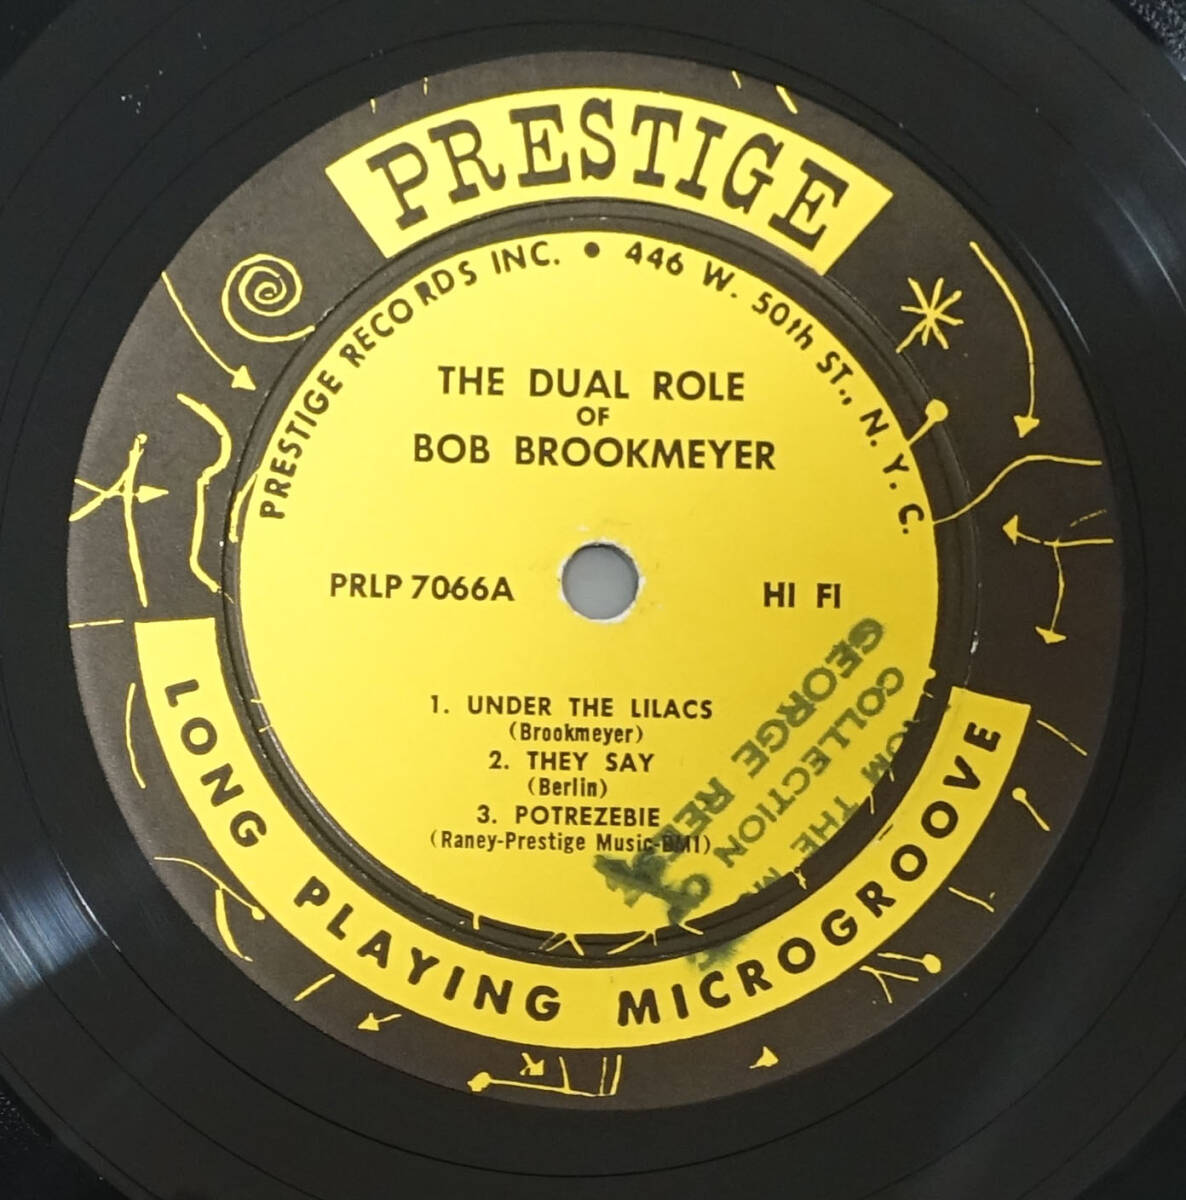 PRESTIGE
PRESTIGE RECORDS INC. • 446 W. 50th ST., N.Y.C.
THE DUAL ROLE
OF
BOB BROOKMEYER
PRLP 7066A
HI FI
1. UNDER THE LILACS
(Brookmeyer)
2. THEY SAY
(Berlin)
3. POTREZEBIE
(Raney-Prestige Music-BMI)
THE
COLLECTION
GEORGE
LONG PLAYING MICROGROOVE